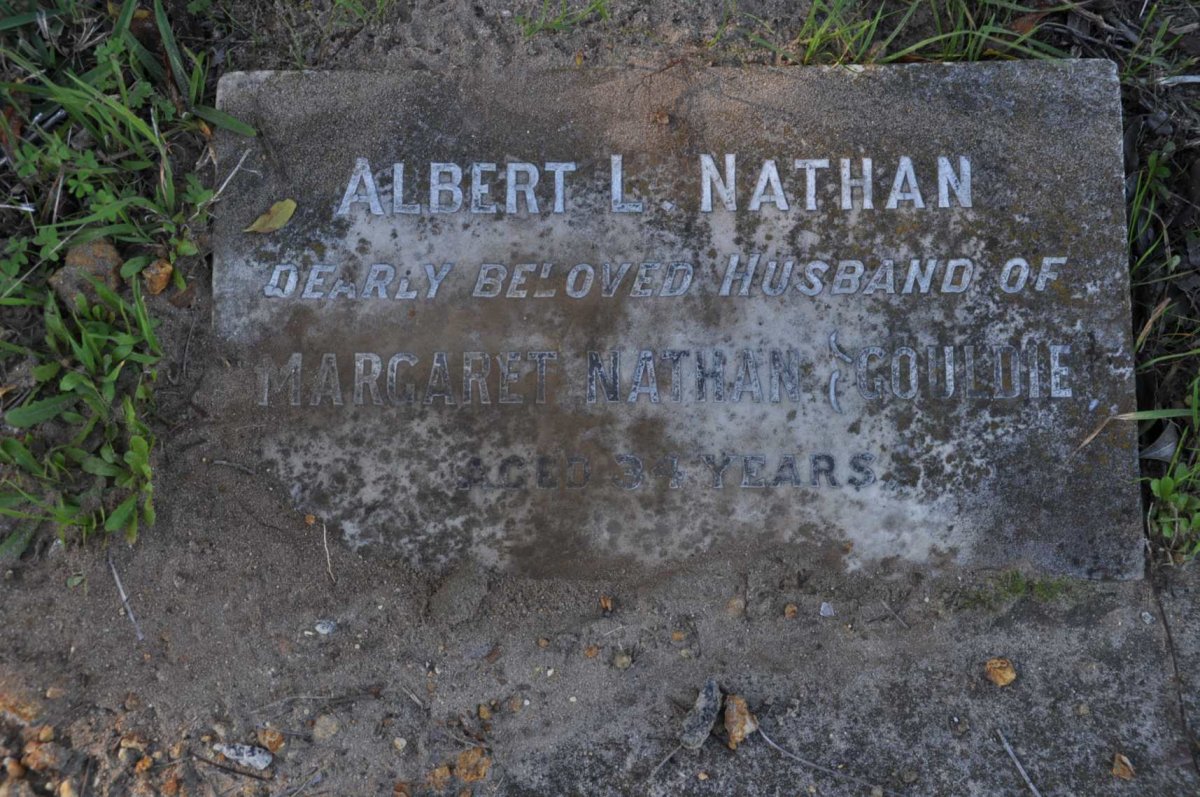 ALBERT L. NATHAN
DEARLY BELOVED HUSBAND OF
MARGARET NATHAN (GOULDIE)
AGED 34 YEARS